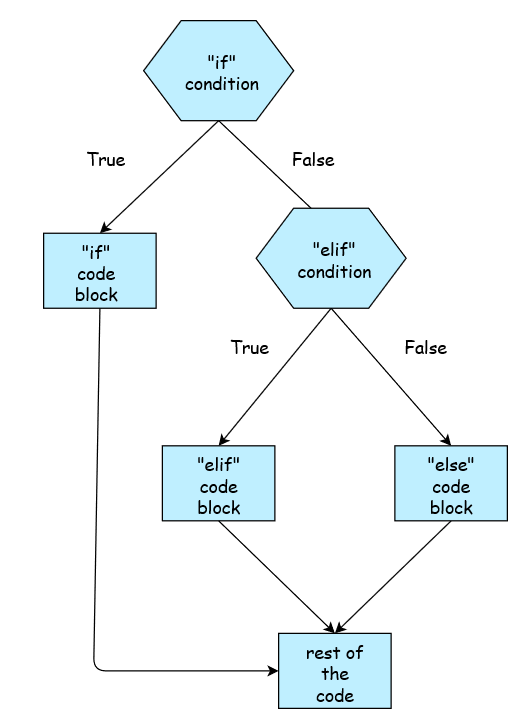 "if"
condition
True
False
"if"
code
block
"elif"
condition
True
False
"elif"
code
block
"else"
code
block
rest of
the
code